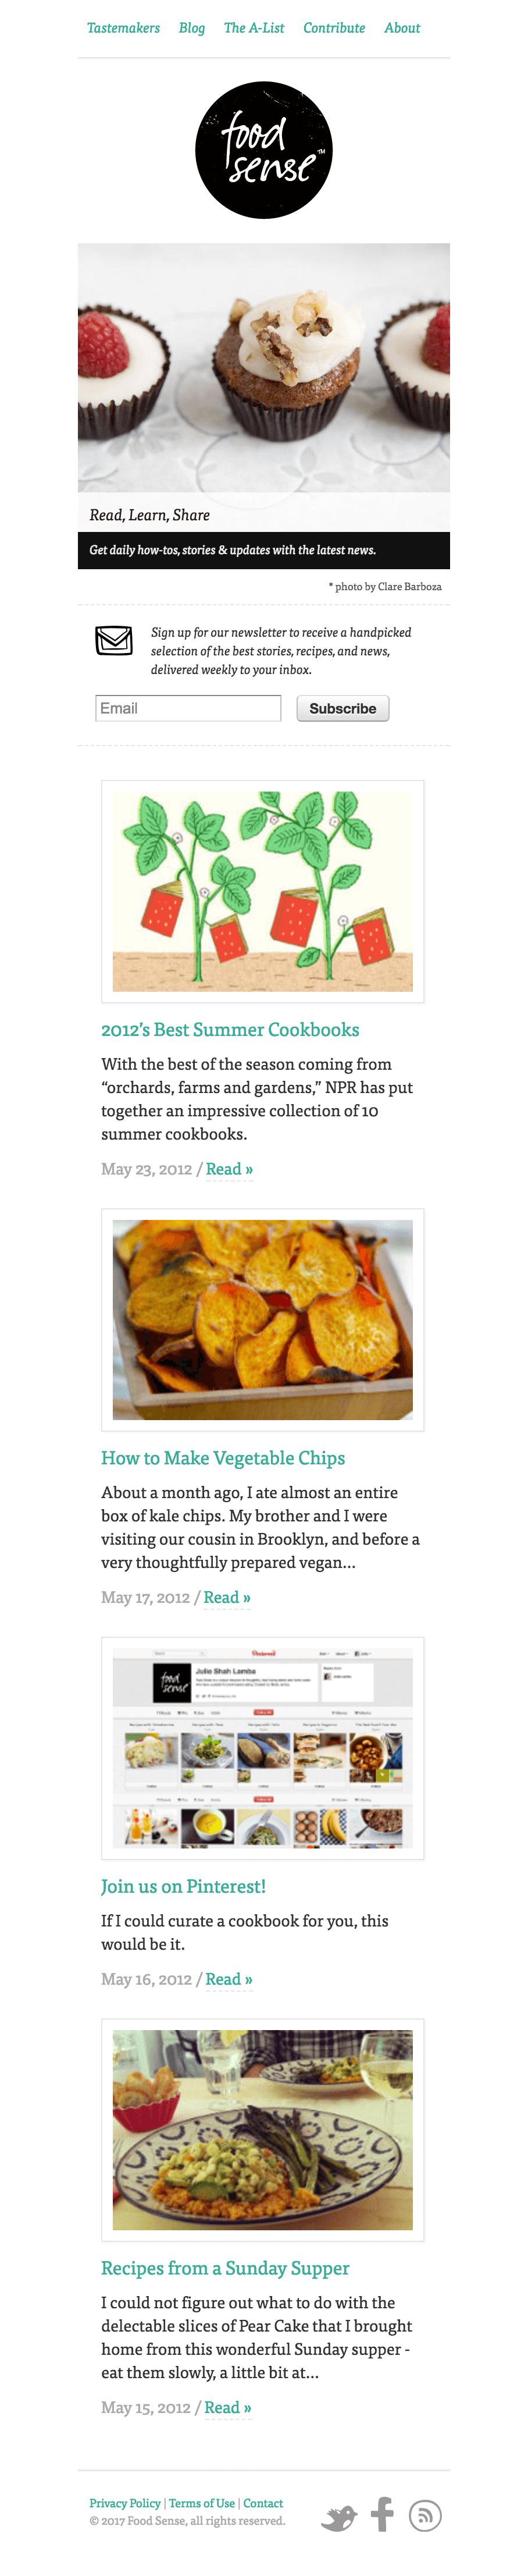 Tastemakers Blog The A-List Contribute About
food
sense™
Read, Learn, Share
Get daily how-tos, stories & updates with the latest news.
* photo by Clare Barboza
Sign up for our newsletter to receive a handpicked
selection of the best stories, recipes, and news,
delivered weekly to your inbox.
Email Subscribe
2012’s Best Summer Cookbooks
With the best of the season coming from
“orchards, farms and gardens,” NPR has put
together an impressive collection of 10
summer cookbooks.
May 23, 2012 / Read »
How to Make Vegetable Chips
About a month ago, I ate almost an entire
box of kale chips. My brother and I were
visiting our cousin in Brooklyn, and before a
very thoughtfully prepared vegan...
May 17, 2012 / Read »
Pinterest
food
sense
Julie Shah Lamba
Join us on Pinterest!
If I could curate a cookbook for you, this
would be it.
May 16, 2012 / Read »
Recipes from a Sunday Supper
I could not figure out what to do with the
delectable slices of Pear Cake that I brought
home from this wonderful Sunday supper -
eat them slowly, a little bit at...
May 15, 2012 / Read »
Privacy Policy | Terms of Use | Contact
© 2017 Food Sense, all rights reserved.